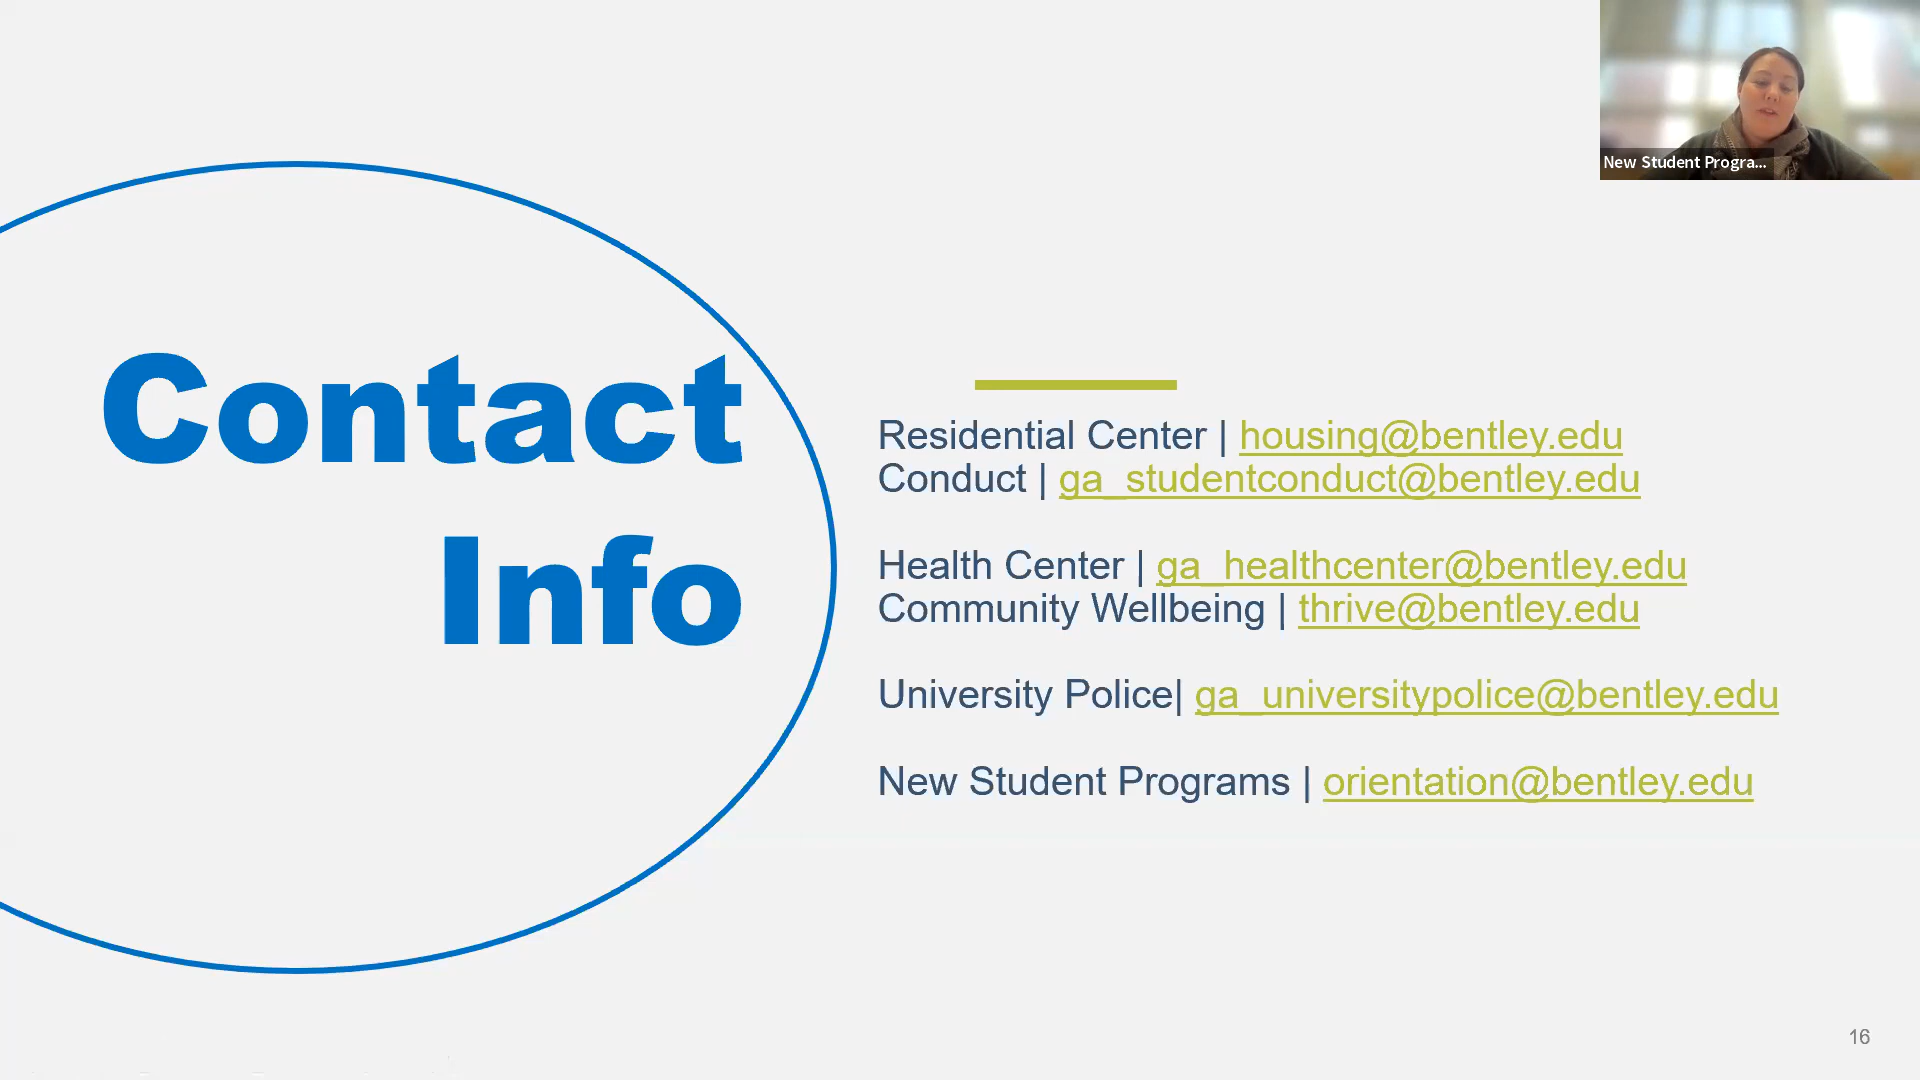 New Student Progra...
Contact
Info
Residential Center | housing@bentley.edu
Conduct | ga_studentconduct@bentley.edu
Health Center | ga_healthcenter@bentley.edu
Community Wellbeing | thrive@bentley.edu
University Police| ga_universitypolice@bentley.edu
New Student Programs | orientation@bentley.edu
16